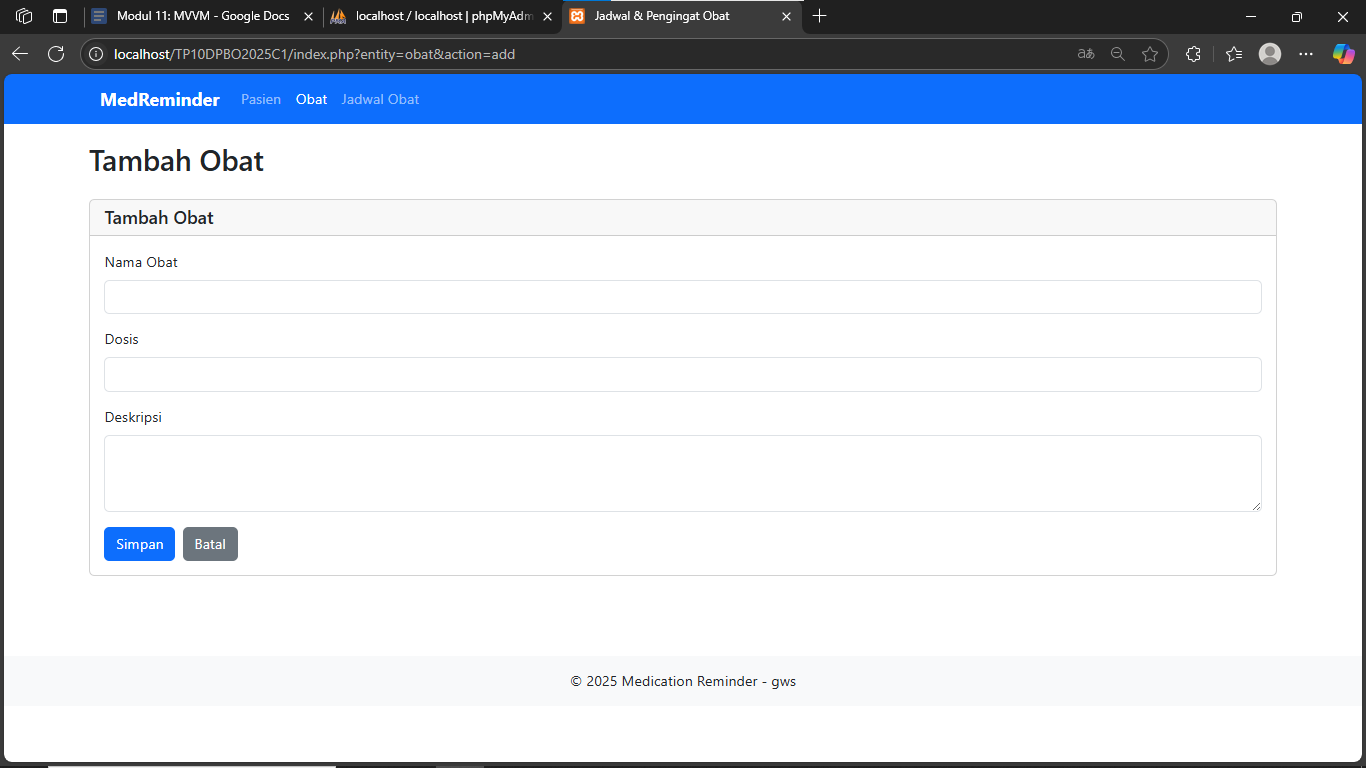 Modul 11: MVVM - Google Docs
localhost / localhost | phpMyAdm
Jadwal & Pengingat Obat
localhost/TP10DPBO2025C1/index.php?entity=obat&action=add
MedReminder Pasien Obat Jadwal Obat
Tambah Obat
Tambah Obat
Nama Obat
Dosis
Deskripsi
Simpan Batal
© 2025 Medication Reminder - gws